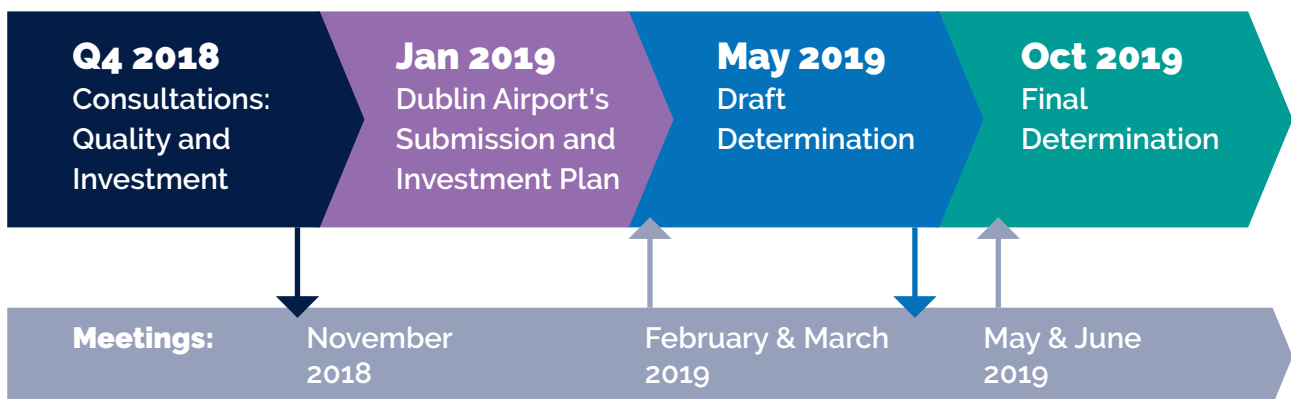 Q4 2018
Consultations:
Quality and
Investment
Jan 2019
Dublin Airport's
Submission and
Investment Plan
May 2019
Draft
Determination
Oct 2019
Final
Determination
Meetings:
November
2018
February & March
2019
May & June
2019